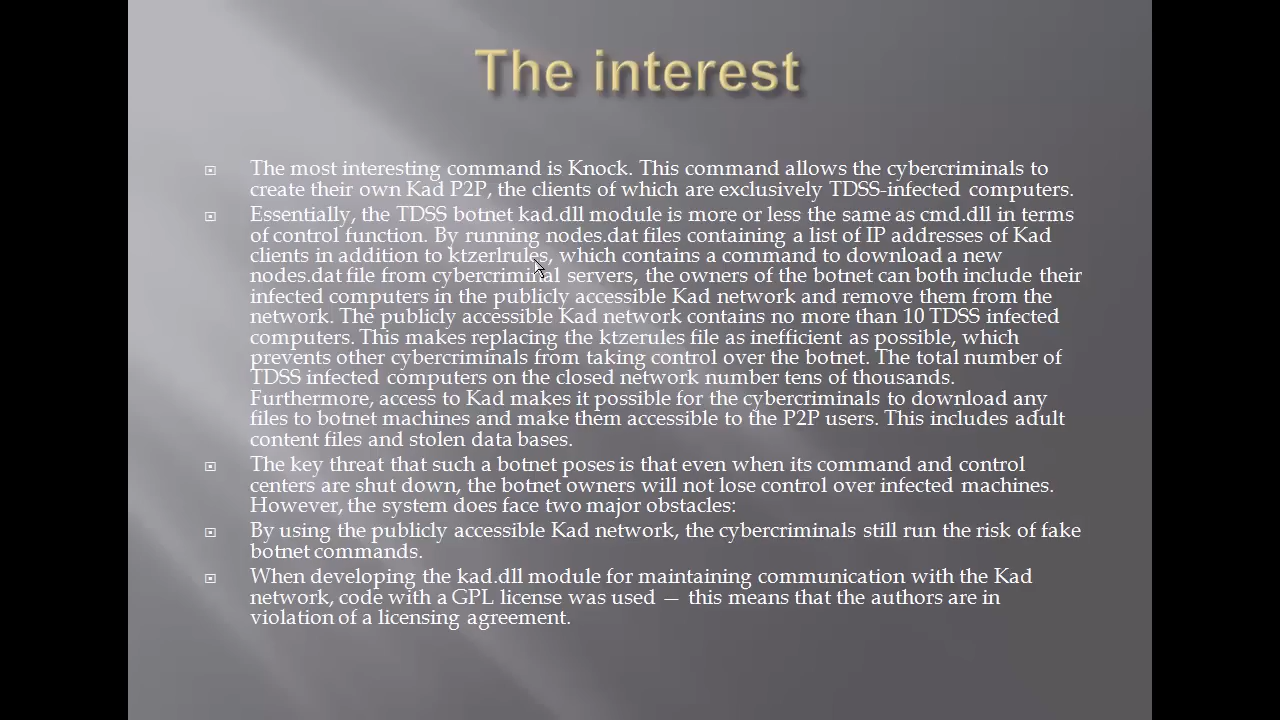 The interest
The most interesting command is Knock. This command allows the cybercriminals to
create their own Kad P2P, the clients of which are exclusively TDSS-infected computers.
Essentially, the TDSS botnet kad.dll module is more or less the same as cmd.dll in terms
of control function. By running nodes.dat files containing a list of IP addresses of Kad
clients in addition to ktzerlrules, which contains a command to download a new
nodes.dat file from cybercriminal servers, the owners of the botnet can both include their
infected computers in the publicly accessible Kad network and remove them from the
network. The publicly accessible Kad network contains no more than 10 TDSS infected
computers. This makes replacing the ktzerules file as inefficient as possible, which
prevents other cybercriminals from taking control over the botnet. The total number of
TDSS infected computers on the closed network number tens of thousands.
Furthermore, access to Kad makes it possible for the cybercriminals to download any
files to botnet machines and make them accessible to the P2P users. This includes adult
content files and stolen data bases.
The key threat that such a botnet poses is that even when its command and control
centers are shut down, the botnet owners will not lose control over infected machines.
However, the system does face two major obstacles:
By using the publicly accessible Kad network, the cybercriminals still run the risk of fake
botnet commands.
When developing the kad.dll module for maintaining communication with the Kad
network, code with a GPL license was used — this means that the authors are in
violation of a licensing agreement.